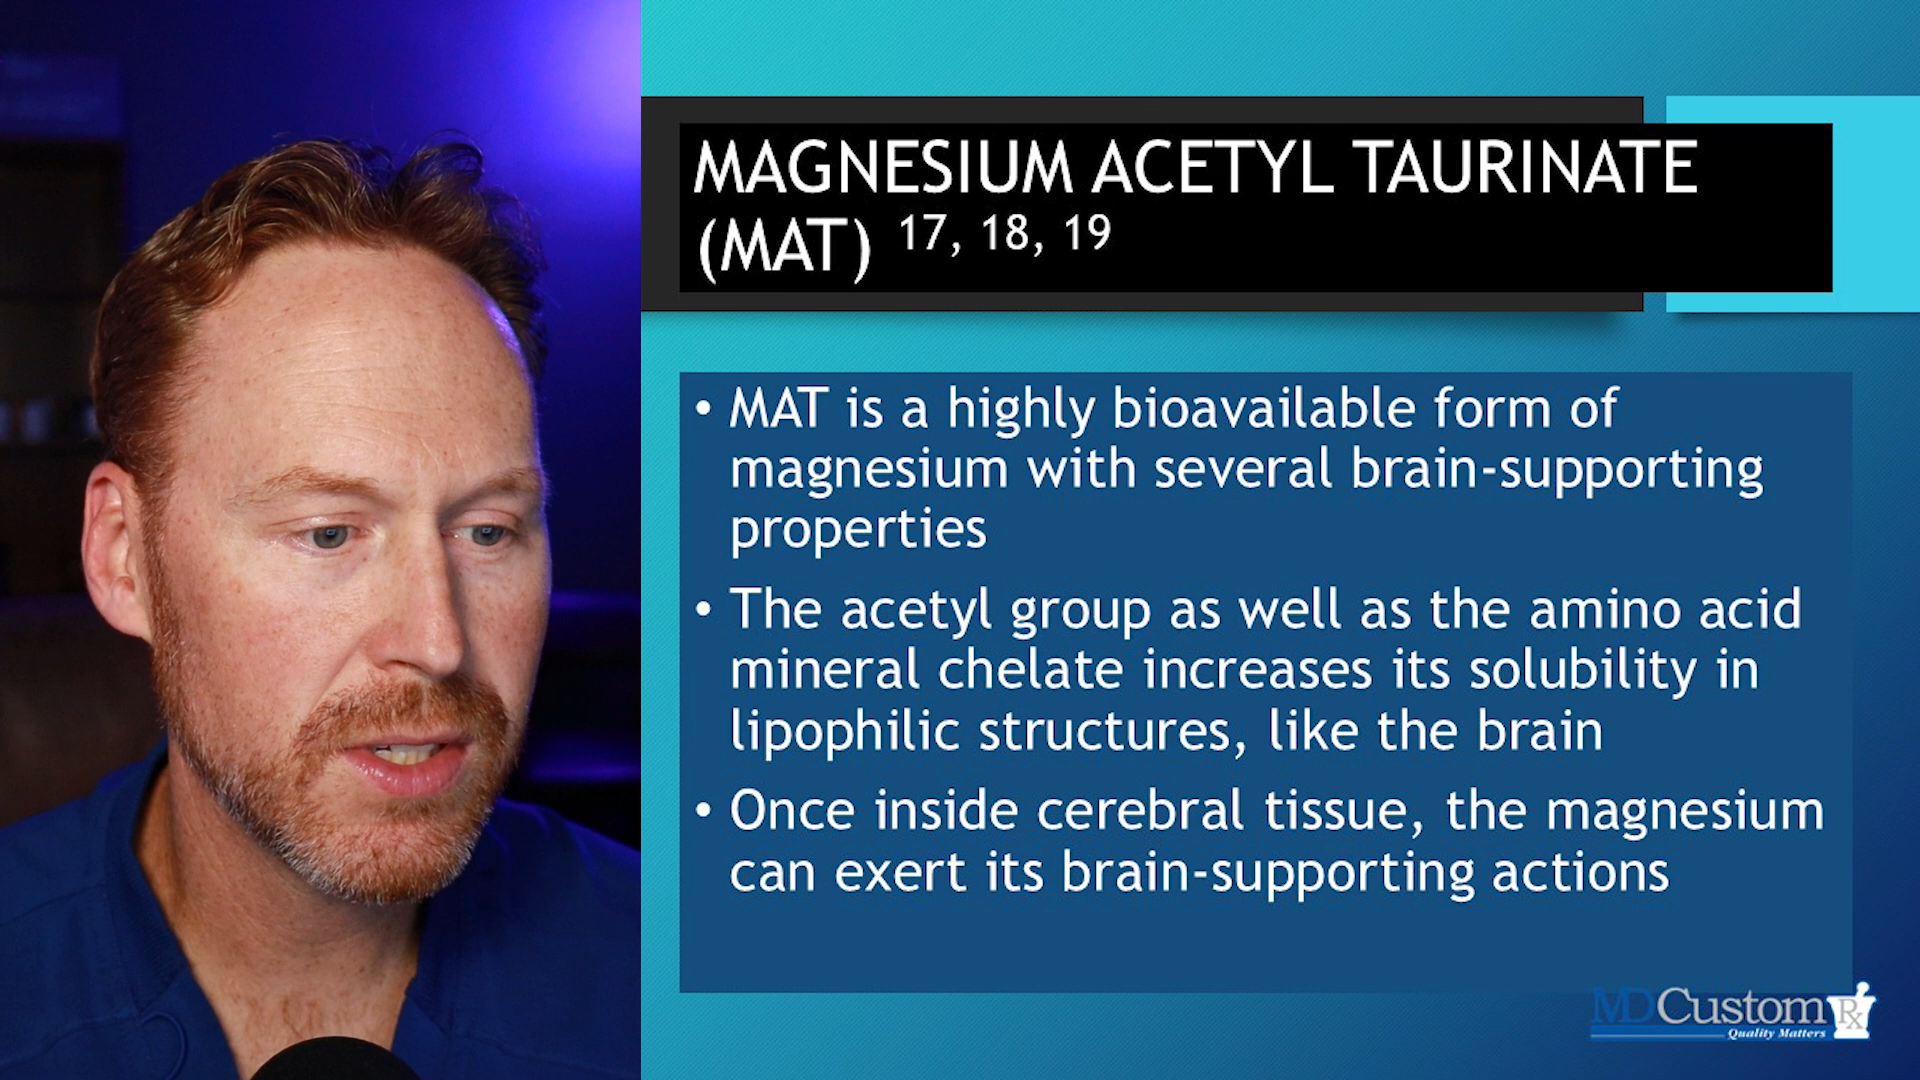 MAGNESIUM ACETYL TAURINATE
(MAT) 17, 18, 19
• MAT is a highly bioavailable form of
magnesium with several brain-supporting
properties
• The acetyl group as well as the amino acid
mineral chelate increases its solubility in
lipophilic structures, like the brain
• Once inside cerebral tissue, the magnesium
can exert its brain-supporting actions
MDCustom Rx
Quality Matters